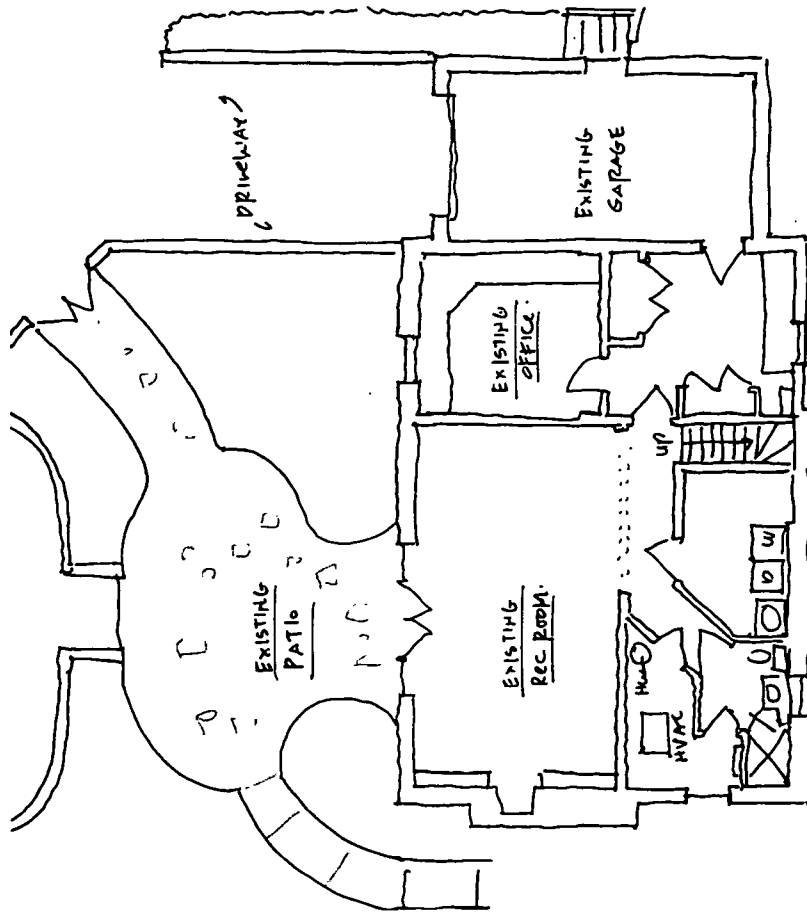 DRIVEWAY
EXISTING
GARAGE
EXISTING
OFFICE.
EXISTING
PATIO
EXISTING
REC ROOM.
UP
W
D
HW
HVAC